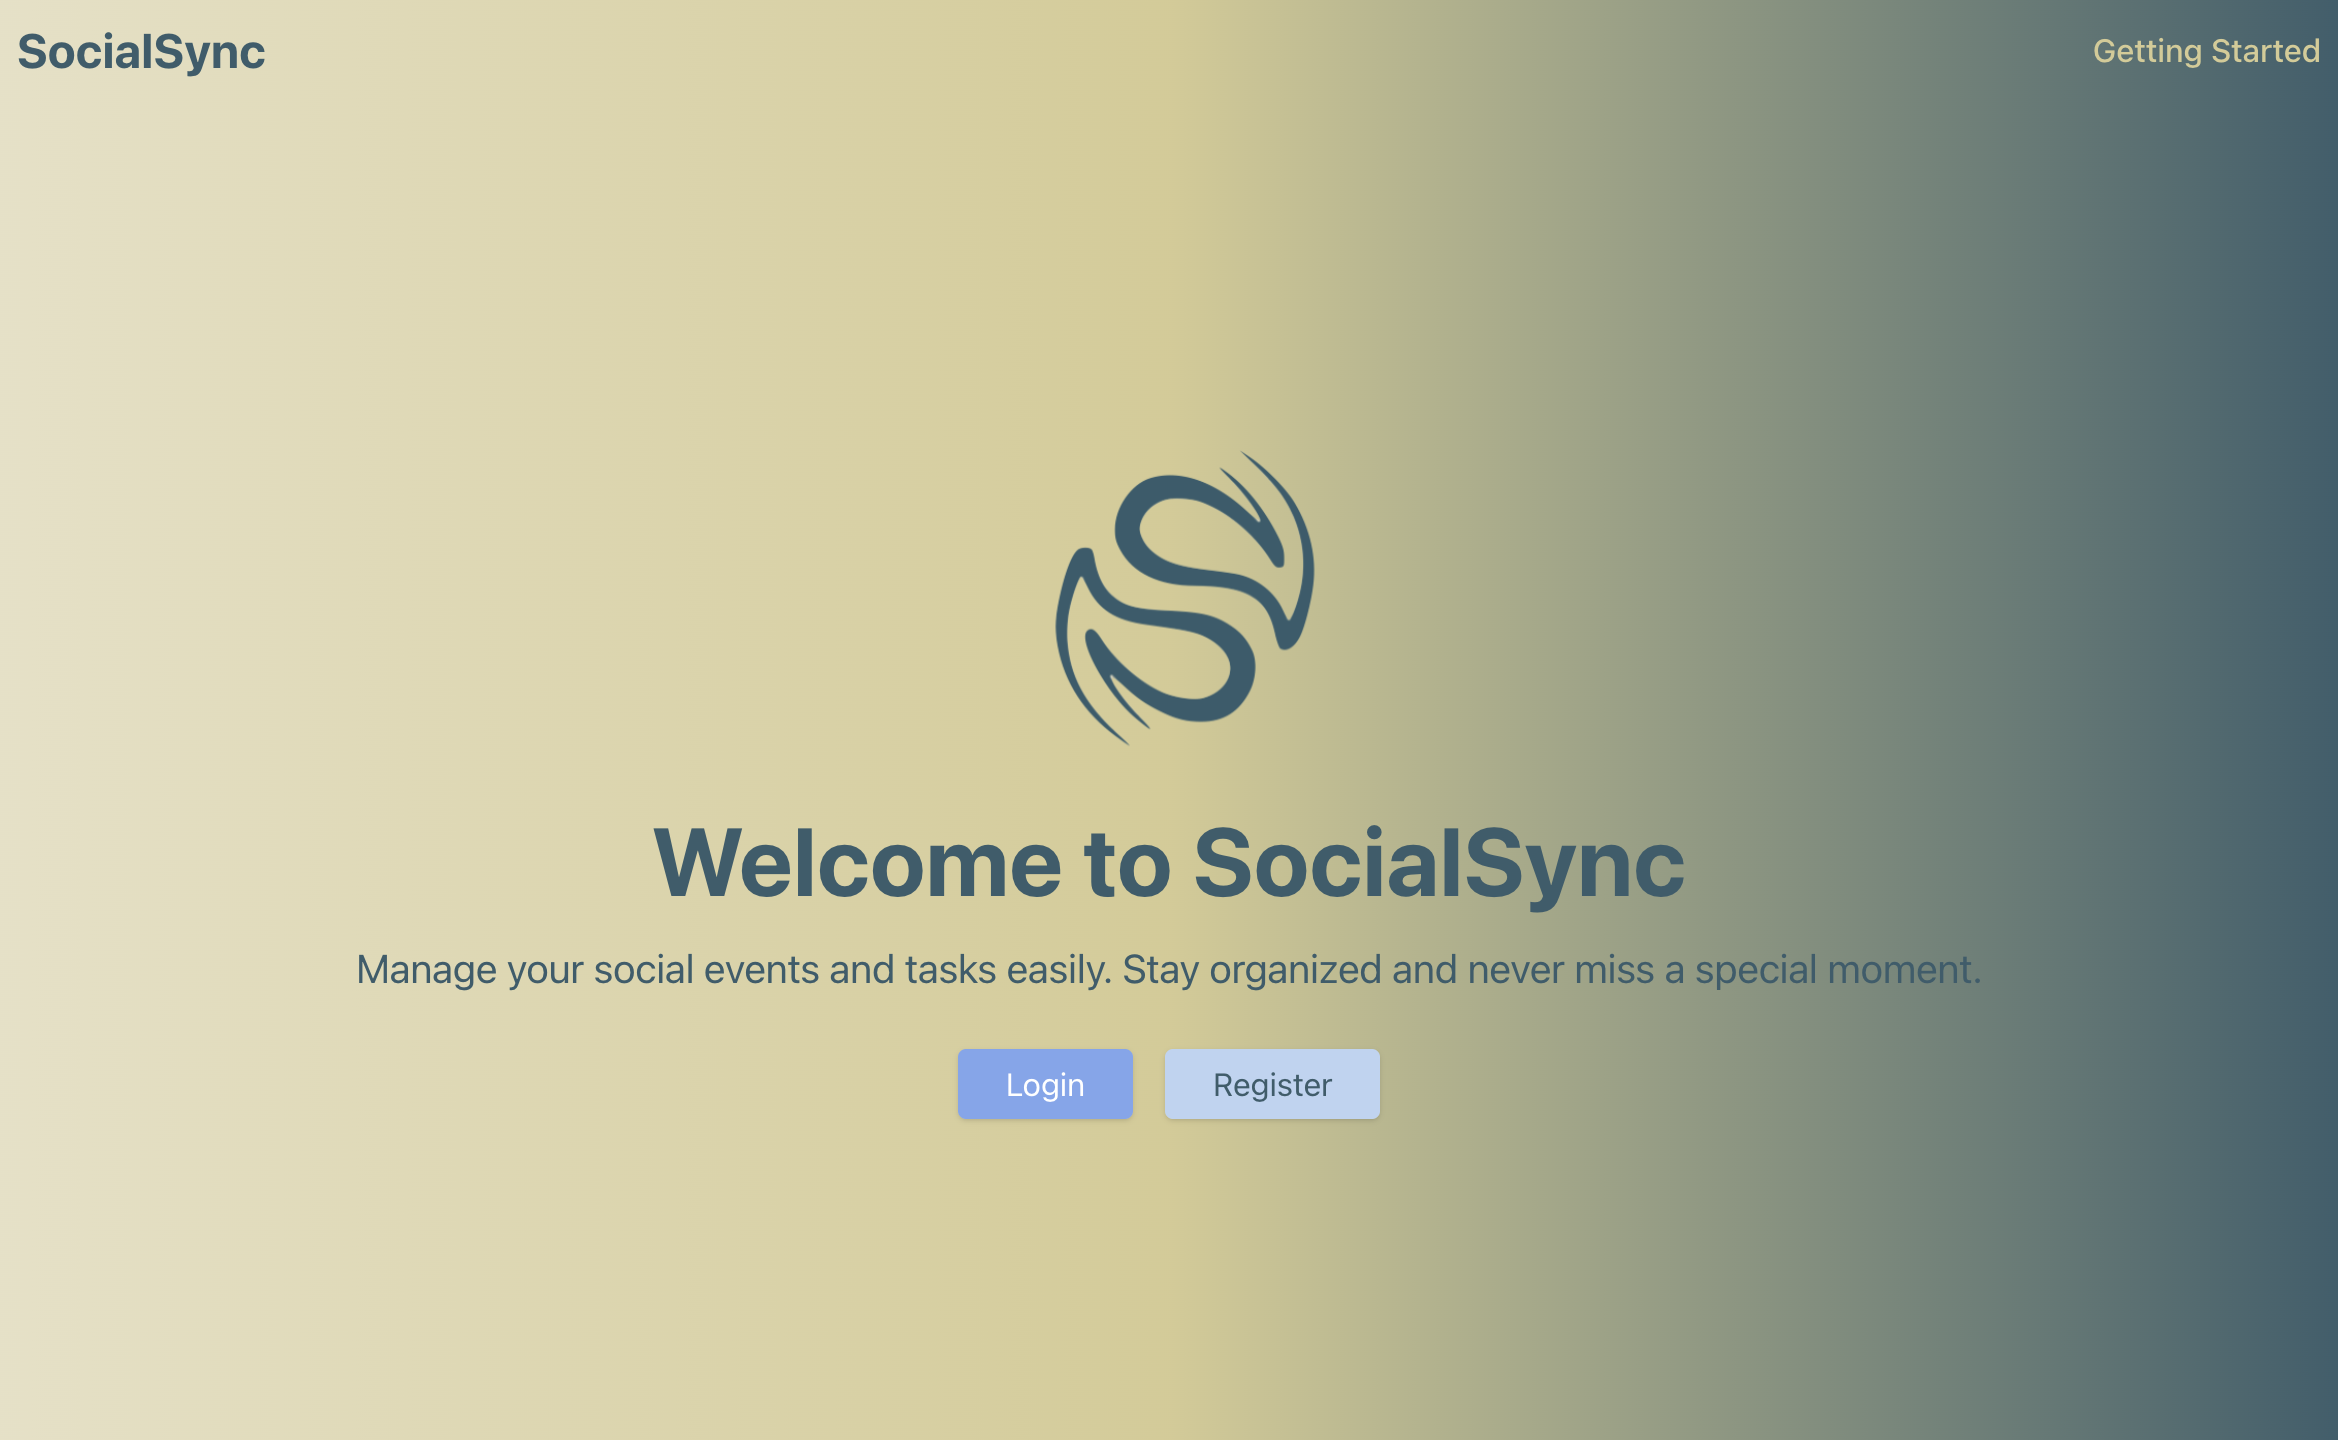 SocialSync
Getting Started
Welcome to SocialSync
Manage your social events and tasks easily. Stay organized and never miss a special moment.
Login
Register